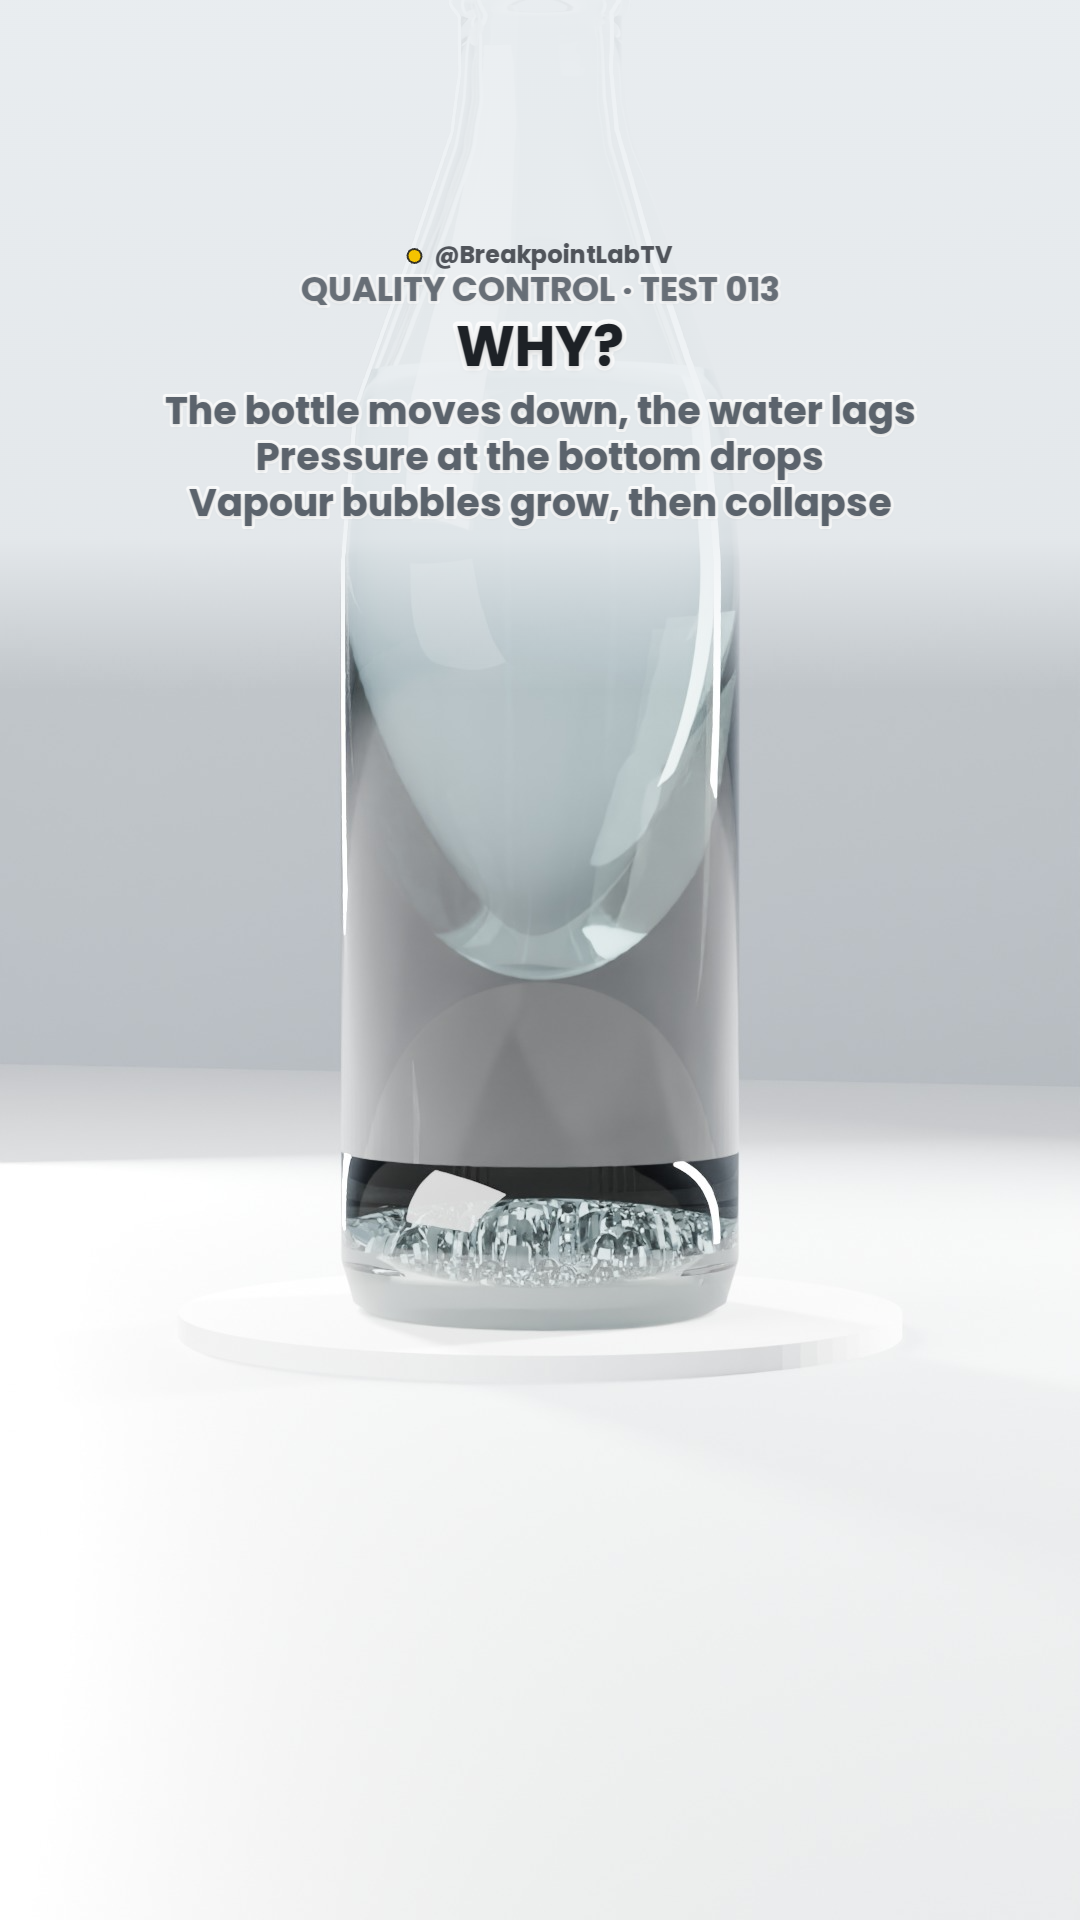 @BreakpointLabTV
QUALITY CONTROL · TEST 013
WHY?
The bottle moves down, the water lags
Pressure at the bottom drops
Vapour bubbles grow, then collapse